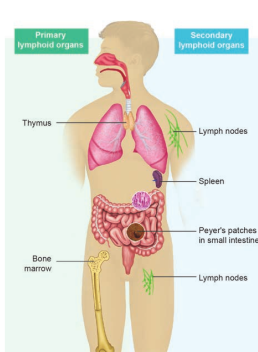 Primary
lymphoid organs
Secondary
lymphoid organs
Thymus
Lymph nodes
Spleen
Peyer's patches
in small intestine
Bone
marrow
Lymph nodes